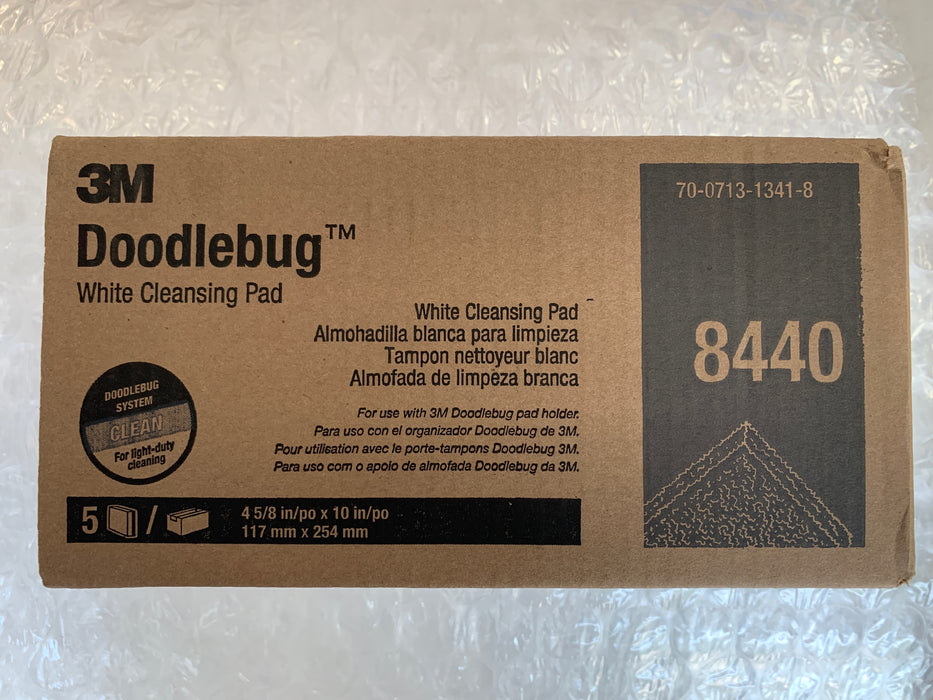 3M
Doodlebug™
White Cleansing Pad
White Cleansing Pad
Almohadilla blanca para limpieza
Tampon nettoyeur blanc
Almofada de limpeza branca
For use with 3M Doodlebug pad holder.
Para uso con el organizador Doodlebug de 3M.
Pour utilisation avec le porte-tampons Doodlebug 3M.
Para uso com o apoio de almofada Doodlebug da 3M.
DOODLEBUG
SYSTEM
CLEAN
For light-duty
cleaning
5 /
4 5/8 in/po x 10 in/po
117 mm x 254 mm
70-0713-1341-8
8440